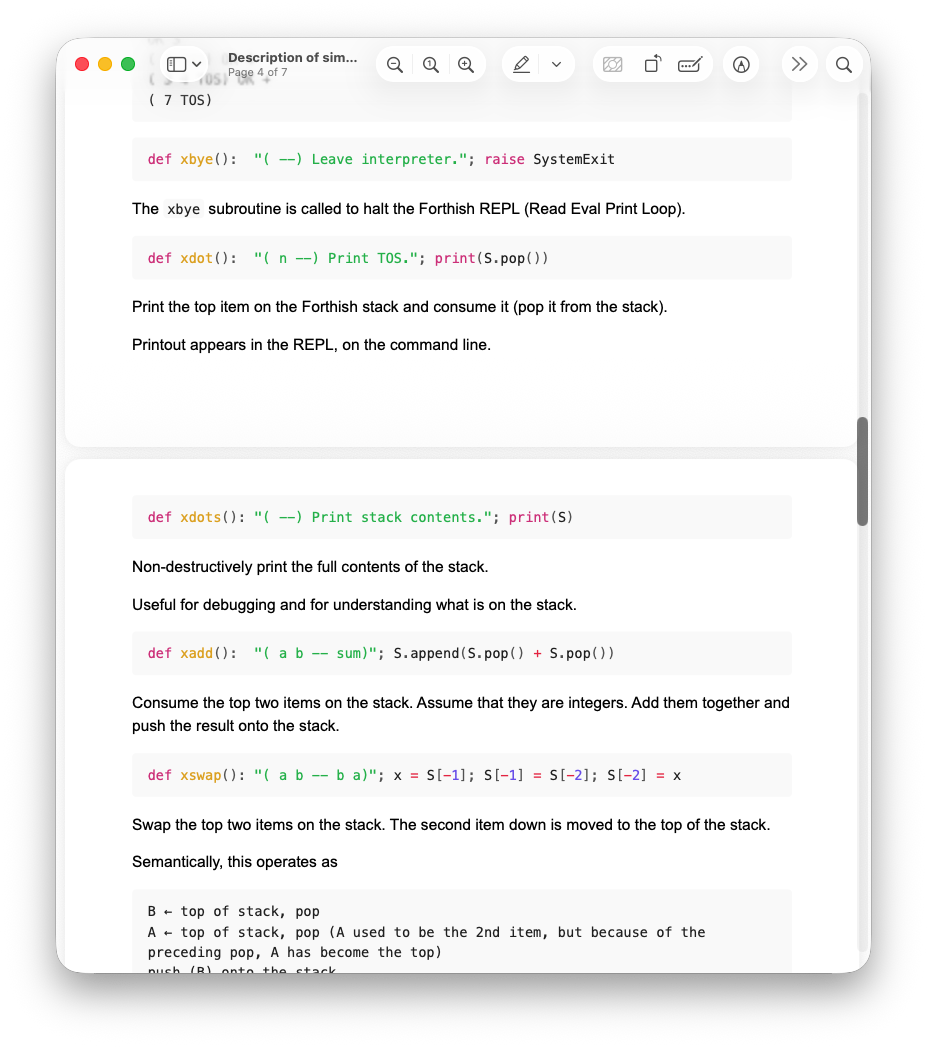 Description of sim...
Page 4 of 7
( 7 TOS)
def xbye():  "( --) Leave interpreter."; raise SystemExit
The xbye subroutine is called to halt the Forthish REPL (Read Eval Print Loop).
def xdot():  "( n --) Print TOS."; print(S.pop())
Print the top item on the Forthish stack and consume it (pop it from the stack).
Printout appears in the REPL, on the command line.
def xdots(): "( --) Print stack contents."; print(S)
Non-destructively print the full contents of the stack.
Useful for debugging and for understanding what is on the stack.
def xadd():  "( a b -- sum)"; S.append(S.pop() + S.pop())
Consume the top two items on the stack. Assume that they are integers. Add them together and
push the result onto the stack.
def xswap(): "( a b -- b a)"; x = S[-1]; S[-1] = S[-2]; S[-2] = x
Swap the top two items on the stack. The second item down is moved to the top of the stack.
Semantically, this operates as
B ← top of stack, pop
A ← top of stack, pop (A used to be the 2nd item, but because of the
preceding pop, A has become the top)
push (B) onto the stack